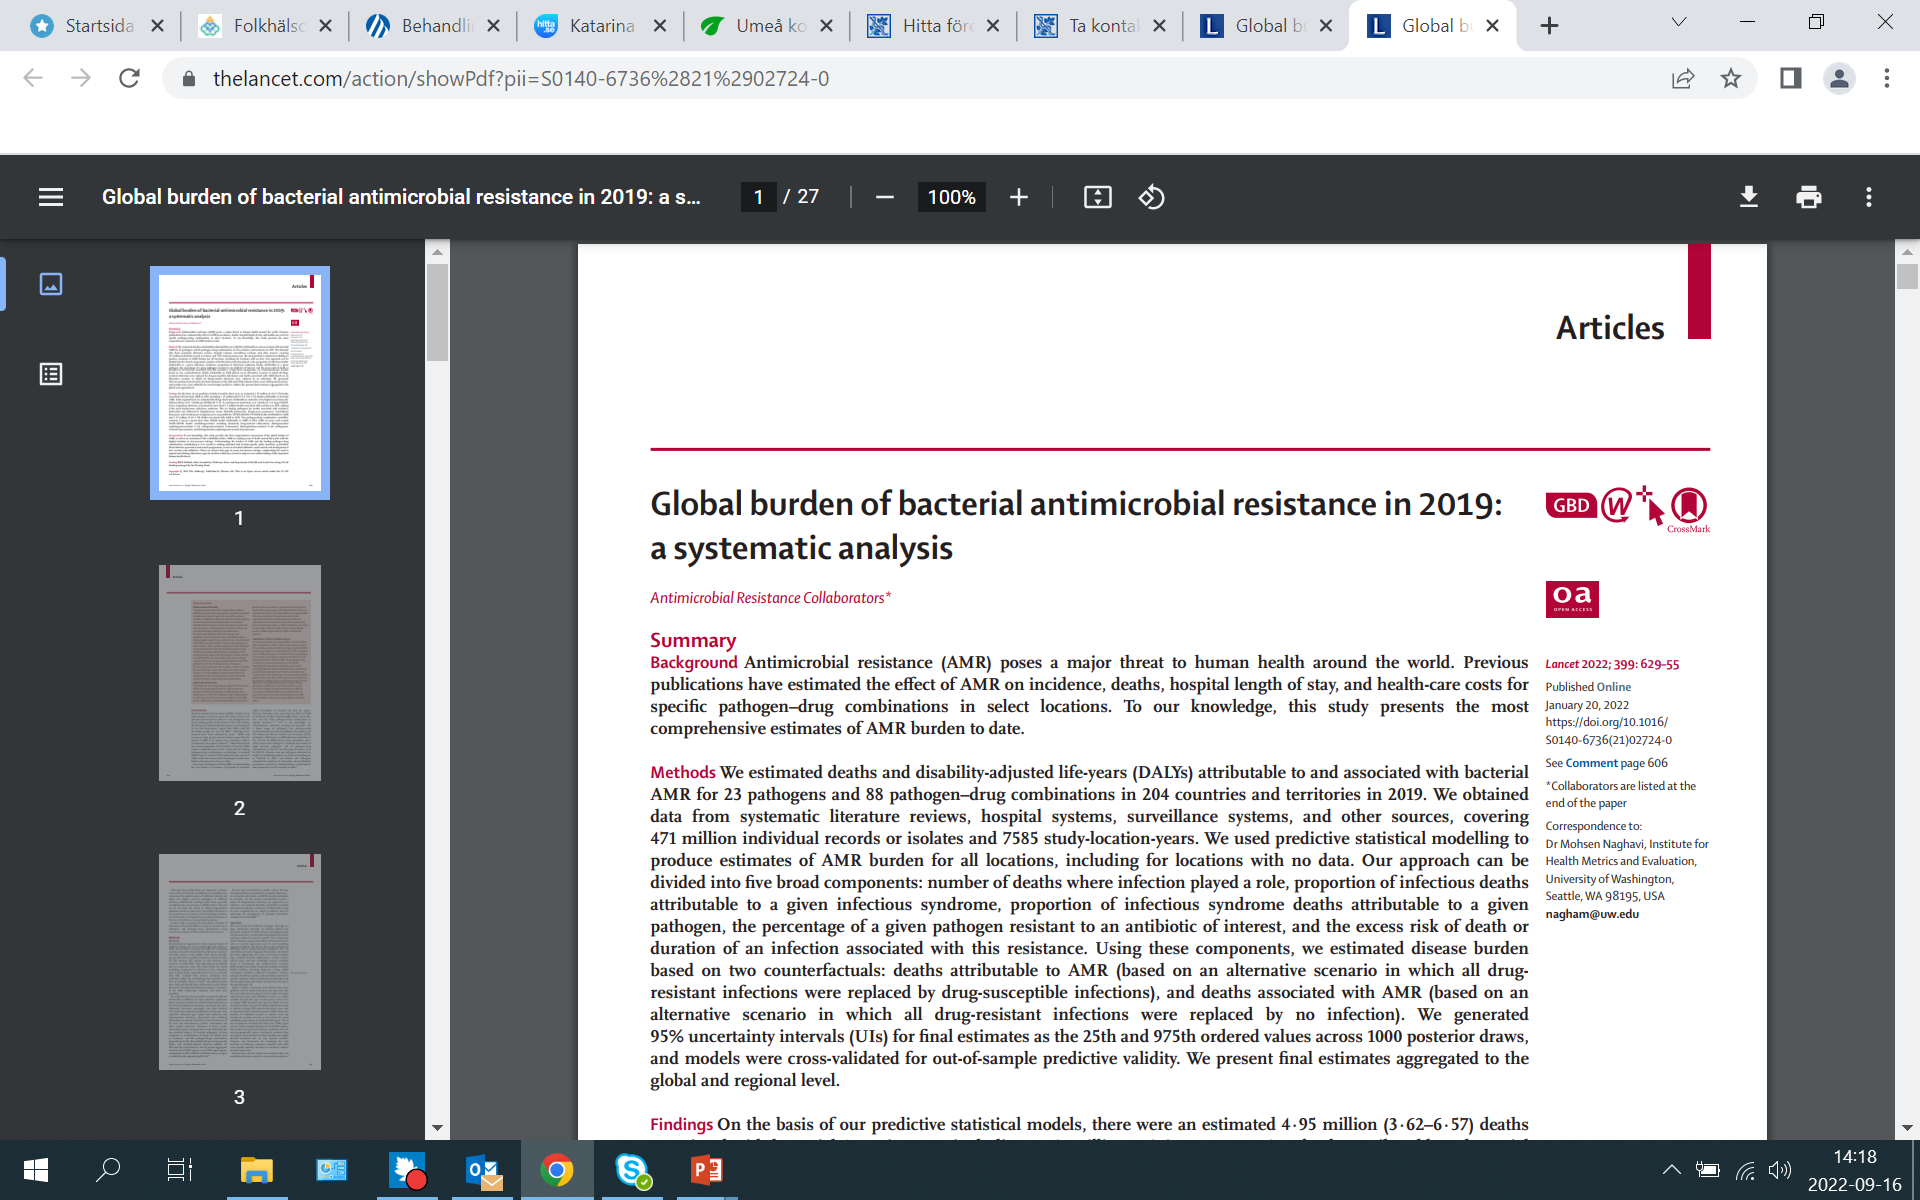 Startsida
Folkhälso
Behandlin
hitta.se
Katarina
Umeå ko
Hitta före
Ta kontak
L
Global bu
L
Global bu
thelancet.com/action/showPdf?pii=S0140-6736%2821%2902724-0
Global burden of bacterial antimicrobial resistance in 2019: a s...
1 / 27
100%
Articles
1
2
3
Articles
Global burden of bacterial antimicrobial resistance in 2019:
a systematic analysis
GBD
W
CrossMark
Antimicrobial Resistance Collaborators*
oa
OPEN ACCESS
Summary
Background Antimicrobial resistance (AMR) poses a major threat to human health around the world. Previous
publications have estimated the effect of AMR on incidence, deaths, hospital length of stay, and health-care costs for
specific pathogen–drug combinations in select locations. To our knowledge, this study presents the most
comprehensive estimates of AMR burden to date.
Methods We estimated deaths and disability-adjusted life-years (DALYs) attributable to and associated with bacterial
AMR for 23 pathogens and 88 pathogen–drug combinations in 204 countries and territories in 2019. We obtained
data from systematic literature reviews, hospital systems, surveillance systems, and other sources, covering
471 million individual records or isolates and 7585 study-location-years. We used predictive statistical modelling to
produce estimates of AMR burden for all locations, including for locations with no data. Our approach can be
divided into five broad components: number of deaths where infection played a role, proportion of infectious deaths
attributable to a given infectious syndrome, proportion of infectious syndrome deaths attributable to a given
pathogen, the percentage of a given pathogen resistant to an antibiotic of interest, and the excess risk of death or
duration of an infection associated with this resistance. Using these components, we estimated disease burden
based on two counterfactuals: deaths attributable to AMR (based on an alternative scenario in which all drug-
resistant infections were replaced by drug-susceptible infections), and deaths associated with AMR (based on an
alternative scenario in which all drug-resistant infections were replaced by no infection). We generated
95% uncertainty intervals (UIs) for final estimates as the 25th and 975th ordered values across 1000 posterior draws,
and models were cross-validated for out-of-sample predictive validity. We present final estimates aggregated to the
global and regional level.
Findings On the basis of our predictive statistical models, there were an estimated 4·95 million (3·62–6·57) deaths
Lancet 2022; 399: 629–55
Published Online
January 20, 2022
https://doi.org/10.1016/
S0140-6736(21)02724-0
See Comment page 606
*Collaborators are listed at the
end of the paper
Correspondence to:
Dr Mohsen Naghavi, Institute for
Health Metrics and Evaluation,
University of Washington,
Seattle, WA 98195, USA
nagham@uw.edu
14:18
2022-09-16